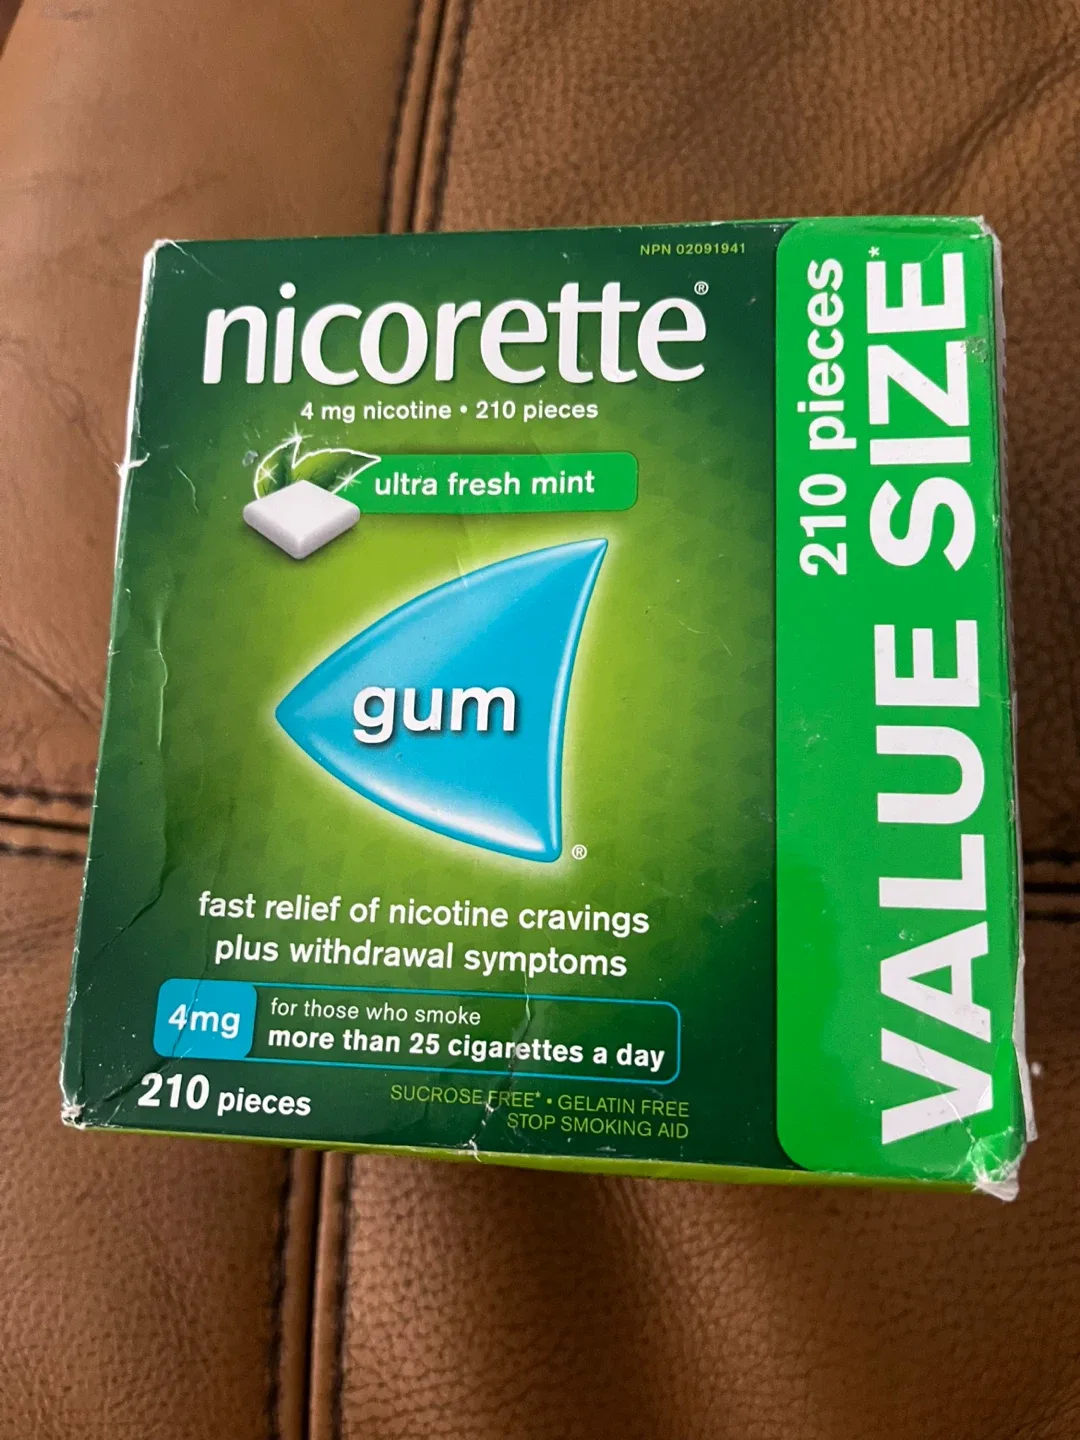 NPN 02091941
nicorette®
4 mg nicotine • 210 pieces
ultra fresh mint
gum
®
fast relief of nicotine cravings
plus withdrawal symptoms
4mg
for those who smoke
more than 25 cigarettes a day
210 pieces
SUCROSE FREE* • GELATIN FREE
STOP SMOKING AID
210 pieces
VALUE SIZE*